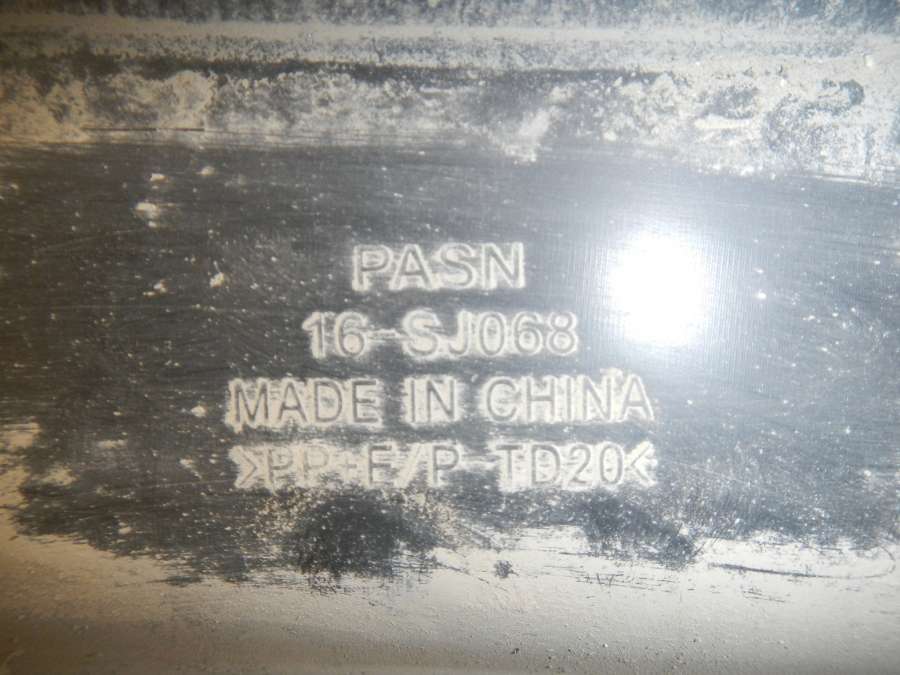 PASN
16-SJ068
MADE IN CHINA
>PP+E/P-TD20<